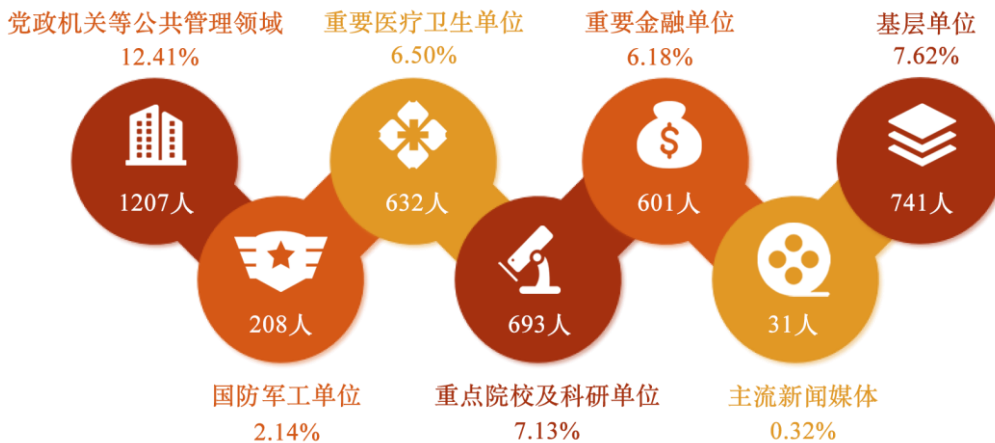 党政机关等公共管理领域
12.41%
1207人
208人
国防军工单位
2.14%
重要医疗卫生单位
6.50%
632人
693人
重点院校及科研单位
7.13%
重要金融单位
6.18%
$
601人
31人
主流新闻媒体
0.32%
基层单位
7.62%
741人